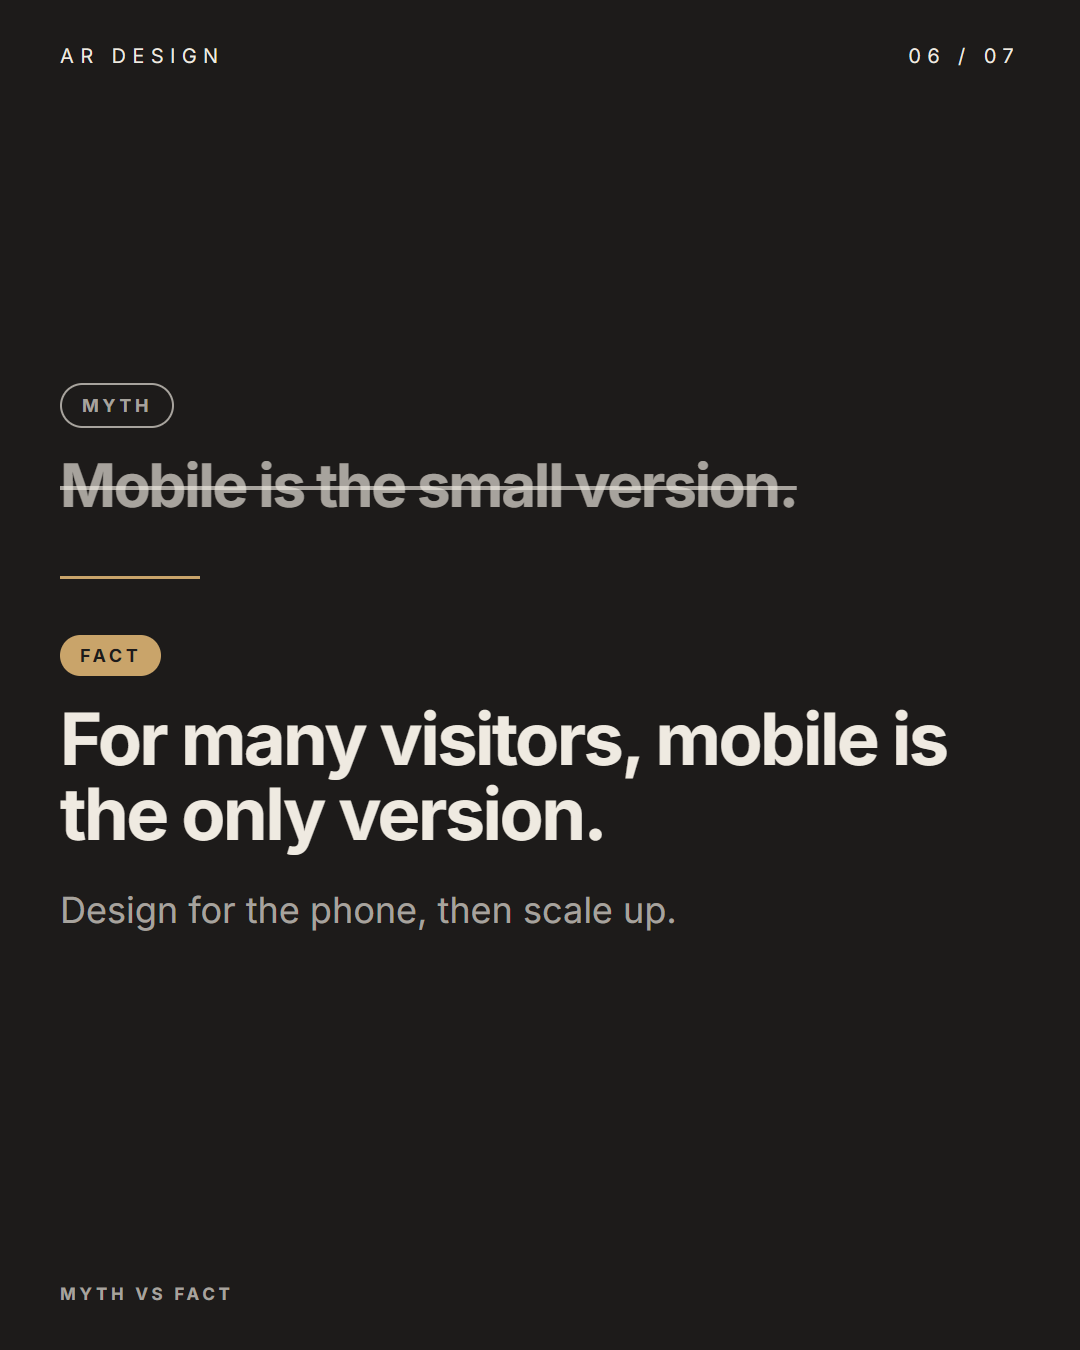 AR DESIGN
06 / 07
MYTH
Mobile is the small version.
FACT
For many visitors, mobile is
the only version.
Design for the phone, then scale up.
MYTH VS FACT